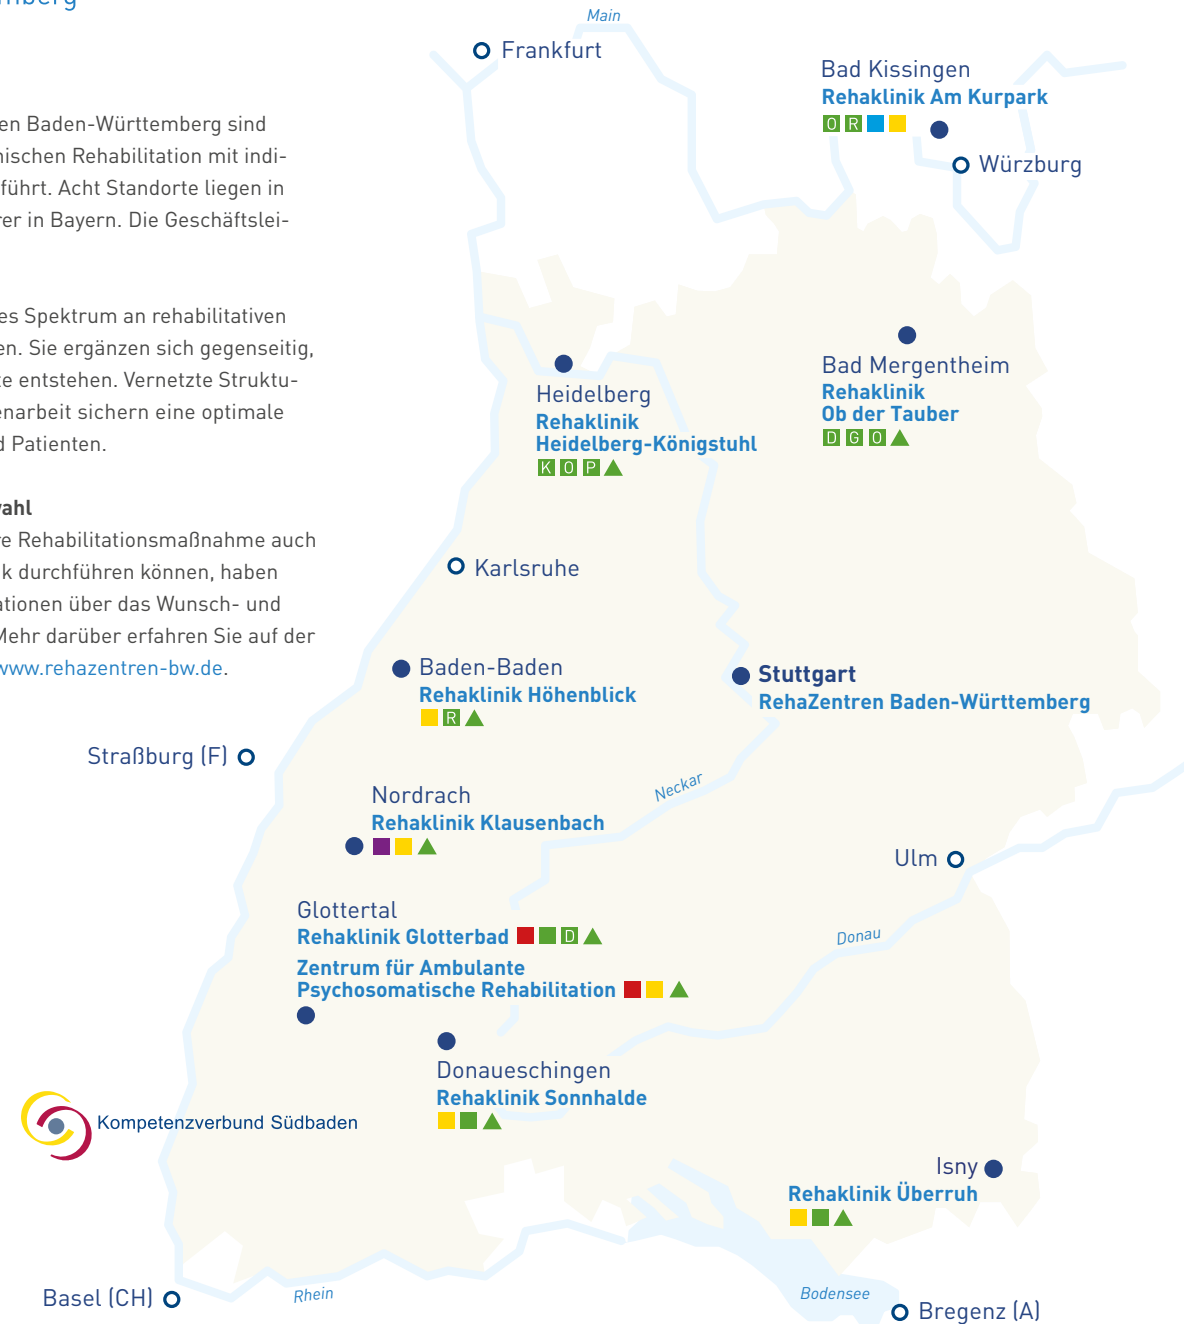 mberg
en Baden-Württemberg sind
nischen Rehabilitation mit indi-
führt. Acht Standorte liegen in
rer in Bayern. Die Geschäftslei-
es Spektrum an rehabilitativen
en. Sie ergänzen sich gegenseitig,
te entstehen. Vernetzte Struktu-
enarbeit sichern eine optimale
d Patienten.
vahl
re Rehabilitationsmaßnahme auch
k durchführen können, haben
ationen über das Wunsch- und
Mehr darüber erfahren Sie auf der
www.rehazentren-bw.de.
Main
Frankfurt
Bad Kissingen
Rehaklinik Am Kurpark
O R
Würzburg
Heidelberg
Rehaklinik
Heidelberg-Königstuhl
K O P
Bad Mergentheim
Rehaklinik
Ob der Tauber
D G O
Karlsruhe
Baden-Baden
Rehaklinik Höhenblick
R
Stuttgart
RehaZentren Baden-Württemberg
Straßburg (F)
Neckar
Nordrach
Rehaklinik Klausenbach
Ulm
Glottertal
Rehaklinik Glotterbad D
Zentrum für Ambulante
Psychosomatische Rehabilitation
Donau
Donaueschingen
Rehaklinik Sonnhalde
Kompetenzverbund Südbaden
Isny
Rehaklinik Überruh
Basel (CH)
Rhein
Bodensee
Bregenz (A)